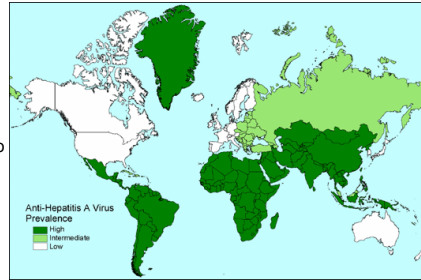 Anti-Hepatitis A Virus
Prevalence
High
Intermediate
Low